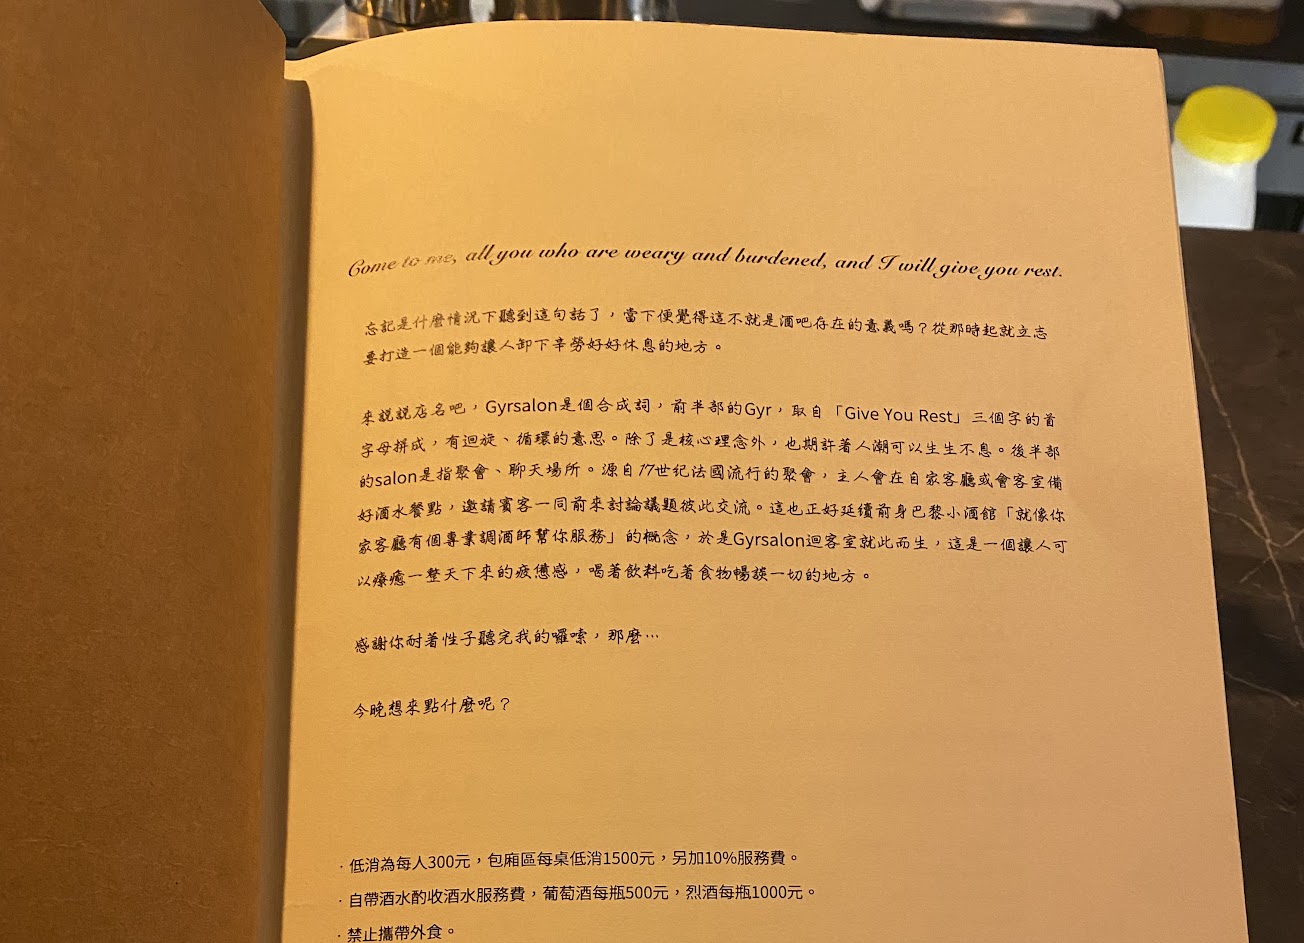 Come to me, all you who are weary and burdened, and I will give you rest.
忘記是什麼情況下聽到這句話了，當下便覺得這不就是酒吧存在的意義嗎？從那時起就立志
要打造一個能夠讓人卸下辛勞好好休息的地方。
來說說店名吧，Gyrsalon是個合成詞，前半部的Gyr，取自「Give You Rest」三個字的首
字母拼成，有迴旋、循環的意思。除了是核心理念外，也期許著人潮可以生生不息。後半部
的salon是指聚會、聊天場所。源自17世紀法國流行的聚會，主人會在自家客廳或會客室備
好酒水餐點，邀請賓客一同前來討論議題彼此交流。這也正好延續前身巴黎小酒館「就像你
家客廳有個專業調酒師幫你服務」的概念，於是Gyrsalon迴客室就此而生，這是一個讓人可
以療癒一整天下來的疲憊感，喝著飲料吃著食物暢談一切的地方。
感謝你耐著性子聽完我的囉嗦，那麼…
今晚想來點什麼呢？
· 低消為每人300元，包廂區每桌低消1500元，另加10%服務費。
· 自帶酒水酌收酒水服務費，葡萄酒每瓶500元，烈酒每瓶1000元。
· 禁止攜帶外食。